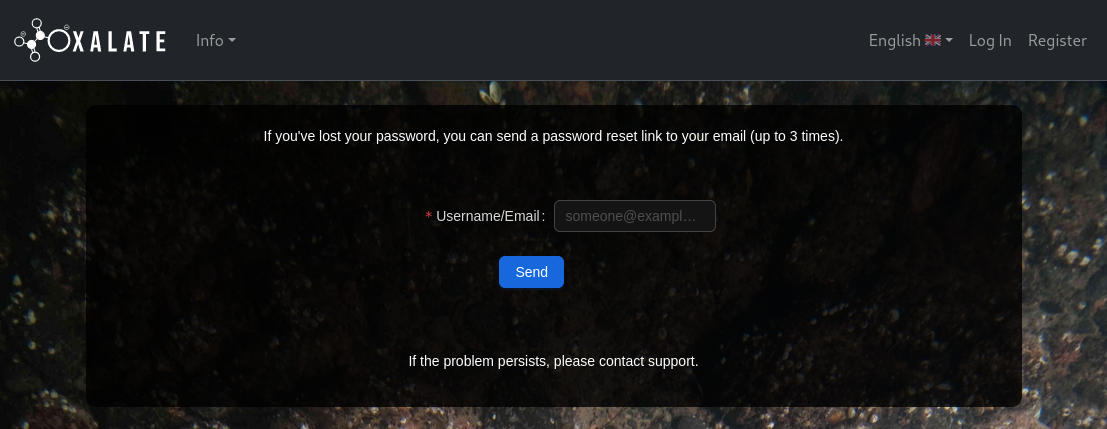 OXALATE
Info
English
Log In
Register
If you've lost your password, you can send a password reset link to your email (up to 3 times).
* Username/Email:
someone@exampl...
Send
If the problem persists, please contact support.